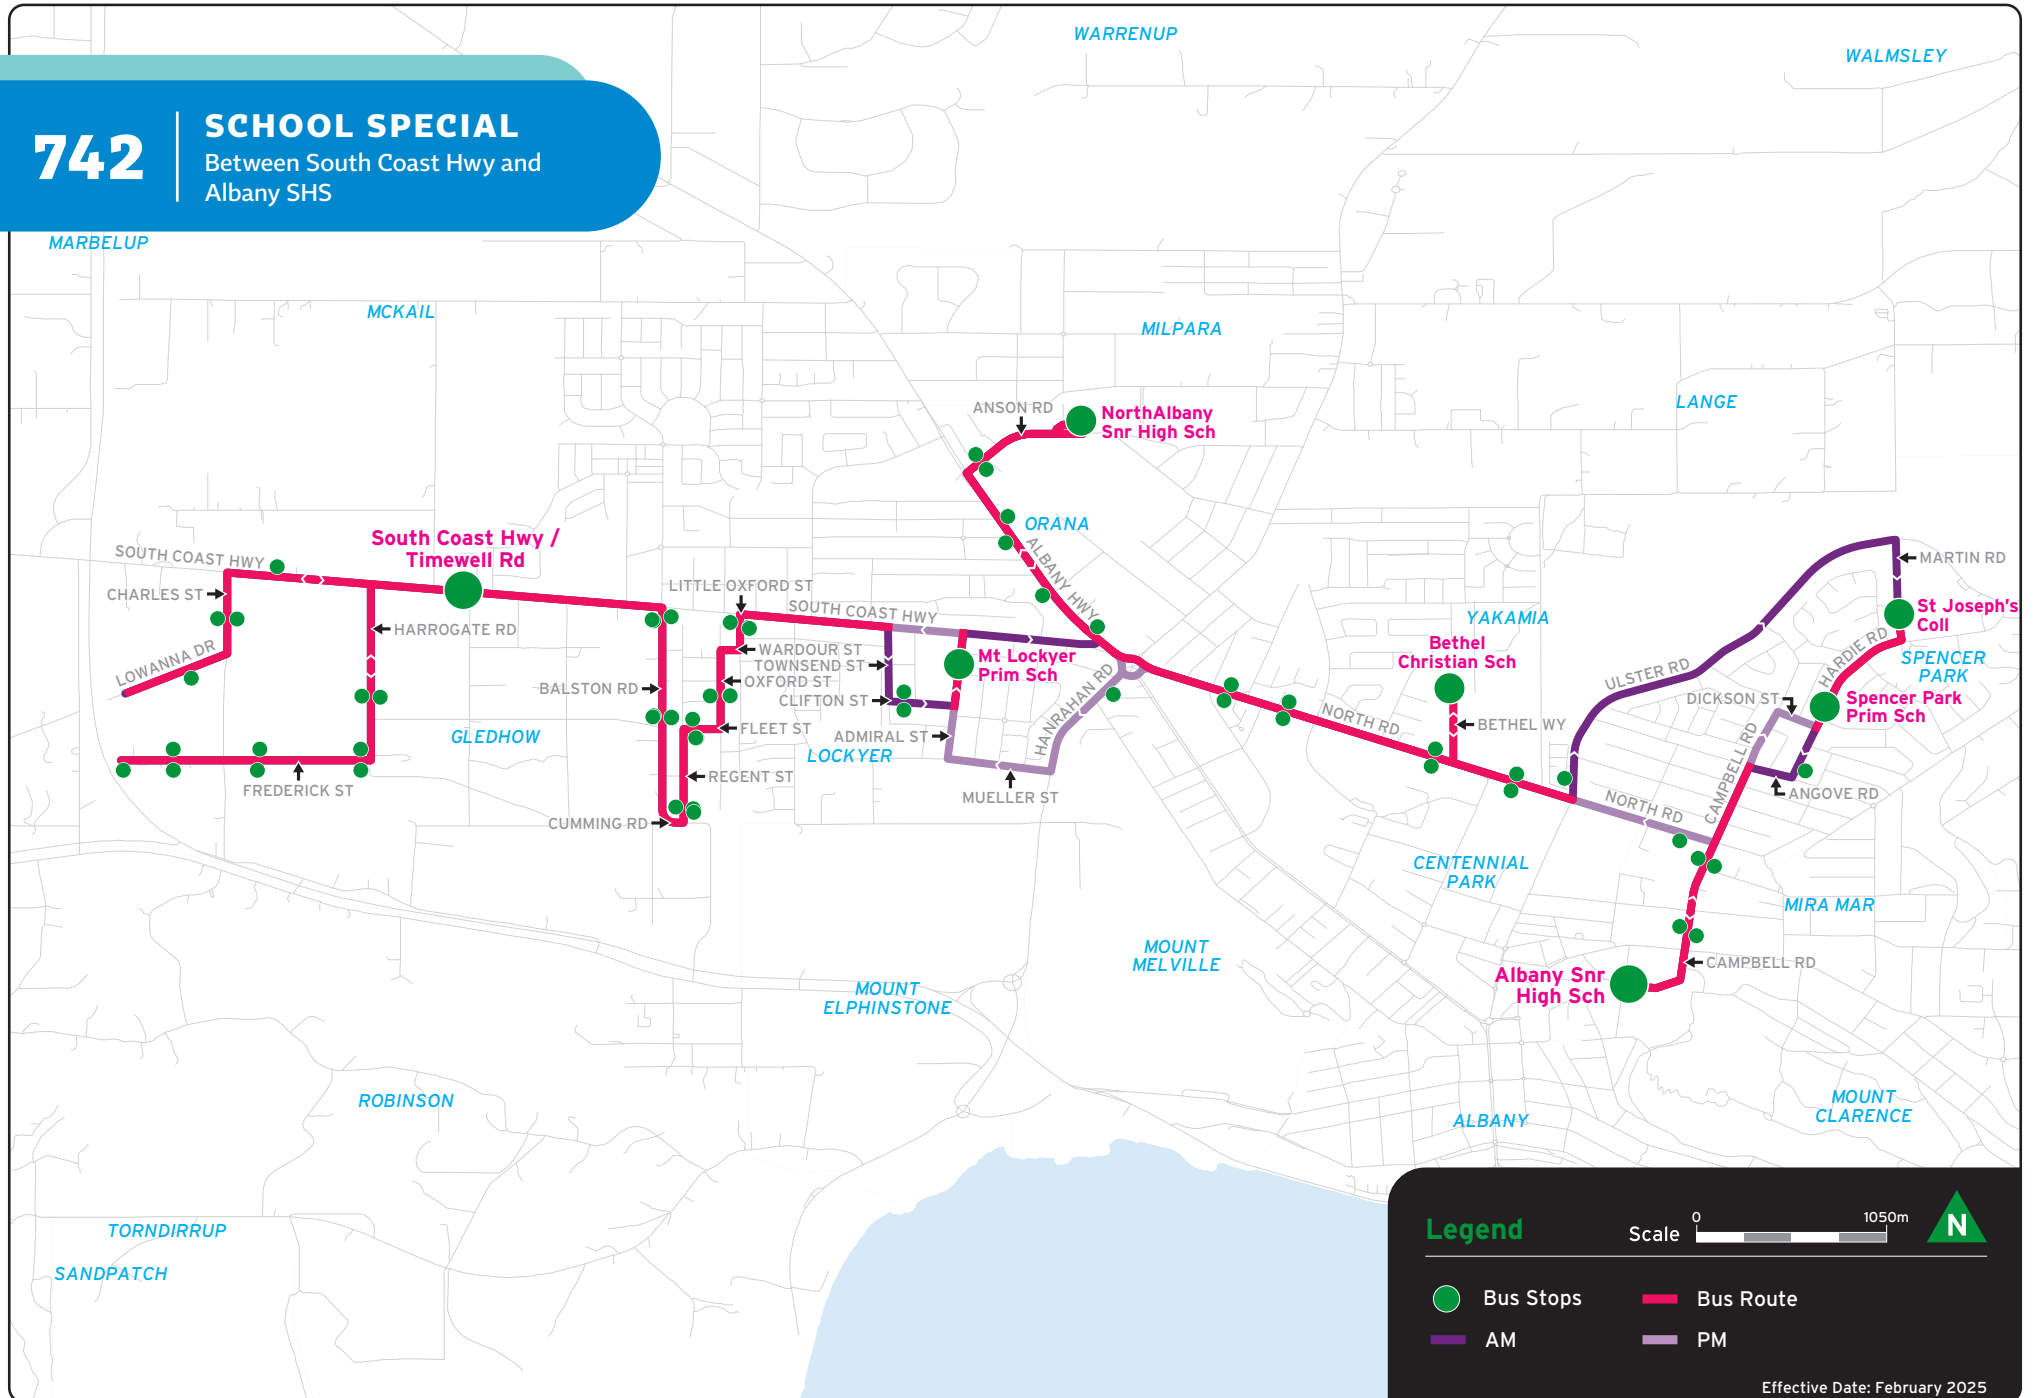 742
SCHOOL SPECIAL
Between South Coast Hwy and
Albany SHS
WARRENUP
WALMSLEY
MARBELUP
MCKAIL
MILPARA
LANGE
ANSON RD
NorthAlbany
Snr High Sch
ORANA
ALBANY HWY
South Coast Hwy /
Timewell Rd
SOUTH COAST HWY
CHARLES ST
LOWANNA DR
HARROGATE RD
FREDERICK ST
GLEDHOW
LITTLE OXFORD ST
SOUTH COAST HWY
WARDOUR ST
TOWNSEND ST
OXFORD ST
BALSTON RD
CLIFTON ST
FLEET ST
ADMIRAL ST
LOCKYER
REGENT ST
CUMMING RD
Mt Lockyer
Prim Sch
HANRAHAN RD
MUELLER ST
NORTH RD
YAKAMIA
Bethel
Christian Sch
BETHEL WY
MARTIN RD
St Joseph's
Coll
HARDIE RD
SPENCER
PARK
ULSTER RD
DICKSON ST
Spencer Park
Prim Sch
CAMPBELL RD
ANGOVE RD
NORTH RD
CENTENNIAL
PARK
MIRA MAR
CAMPBELL RD
Albany Snr
High Sch
MOUNT
MELVILLE
MOUNT
ELPHINSTONE
ROBINSON
ALBANY
MOUNT
CLARENCE
TORNDIRRUP
SANDPATCH
Legend
Scale
0
1050m
N
Bus Stops
Bus Route
AM
PM
Effective Date: February 2025